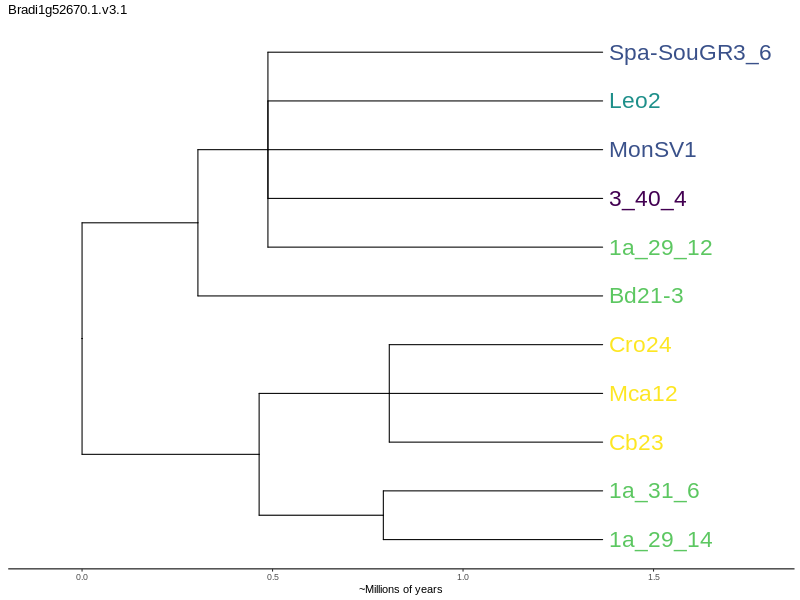 Bradi1g52670.1.v3.1
Spa-SouGR3_6
Leo2
MonSV1
3_40_4
1a_29_12
Bd21-3
Cro24
Mca12
Cb23
1a_31_6
1a_29_14
0.0 0.5 1.0 1.5
~Millions of years